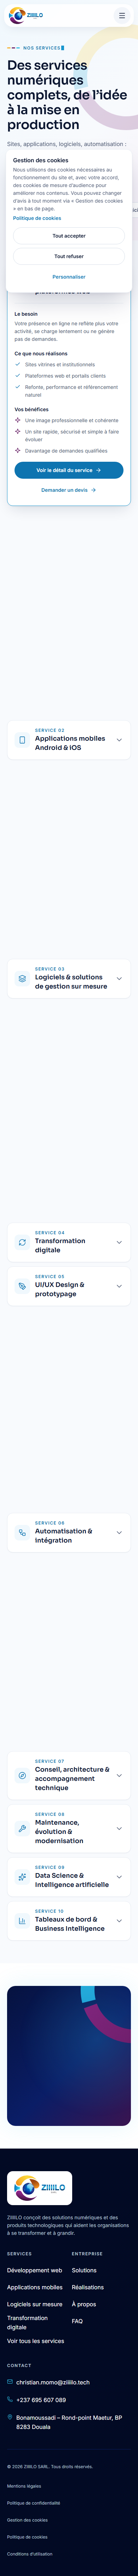 ZIIILO
NOS SERVICES
Des services
numériques
complets, de l'idée
à la mise en
production
Sites, applications, logiciels, automatisation :
Gestion des cookies
Nous utilisons des cookies nécessaires au
fonctionnement du site et, avec votre accord,
des cookies de mesure d'audience pour
améliorer son contenu. Vous pouvez changer
d'avis à tout moment via « Gestion des cookies
» en bas de page.
Politique de cookies
Tout accepter
Tout refuser
Personnaliser
Le besoin
Votre présence en ligne ne reflète plus votre
activité, se charge lentement ou ne génère
pas de demandes.
Ce que nous réalisons
Sites vitrines et institutionnels
Plateformes web et portails clients
Refonte, performance et référencement
naturel
Vos bénéfices
Une image professionnelle et cohérente
Un site rapide, sécurisé et simple à faire
évoluer
Davantage de demandes qualifiées
Voir le détail du service →
Demander un devis →
SERVICE 02
Applications mobiles
Android & iOS
SERVICE 03
Logiciels & solutions
de gestion sur mesure
SERVICE 04
Transformation
digitale
SERVICE 05
UI/UX Design &
prototypage
SERVICE 06
Automatisation &
intégration
SERVICE 07
Conseil, architecture &
accompagnement
technique
SERVICE 08
Maintenance,
évolution &
modernisation
SERVICE 09
Data Science &
Intelligence artificielle
SERVICE 10
Tableaux de bord &
Business Intelligence
ZIIILO
ZIIILO conçoit des solutions numériques et des
produits technologiques qui aident les organisations
à se transformer et à grandir.
SERVICES
ENTREPRISE
Développement web
Solutions
Applications mobiles
Réalisations
Logiciels sur mesure
À propos
Transformation
digitale
FAQ
Voir tous les services
CONTACT
christian.momo@ziiilo.tech
+237 695 607 089
Bonamoussadi – Rond-point Maetur, BP
8283 Douala
© 2026 ZIIILO SARL. Tous droits réservés.
Mentions légales
Politique de confidentialité
Gestion des cookies
Politique de cookies
Conditions d'utilisation